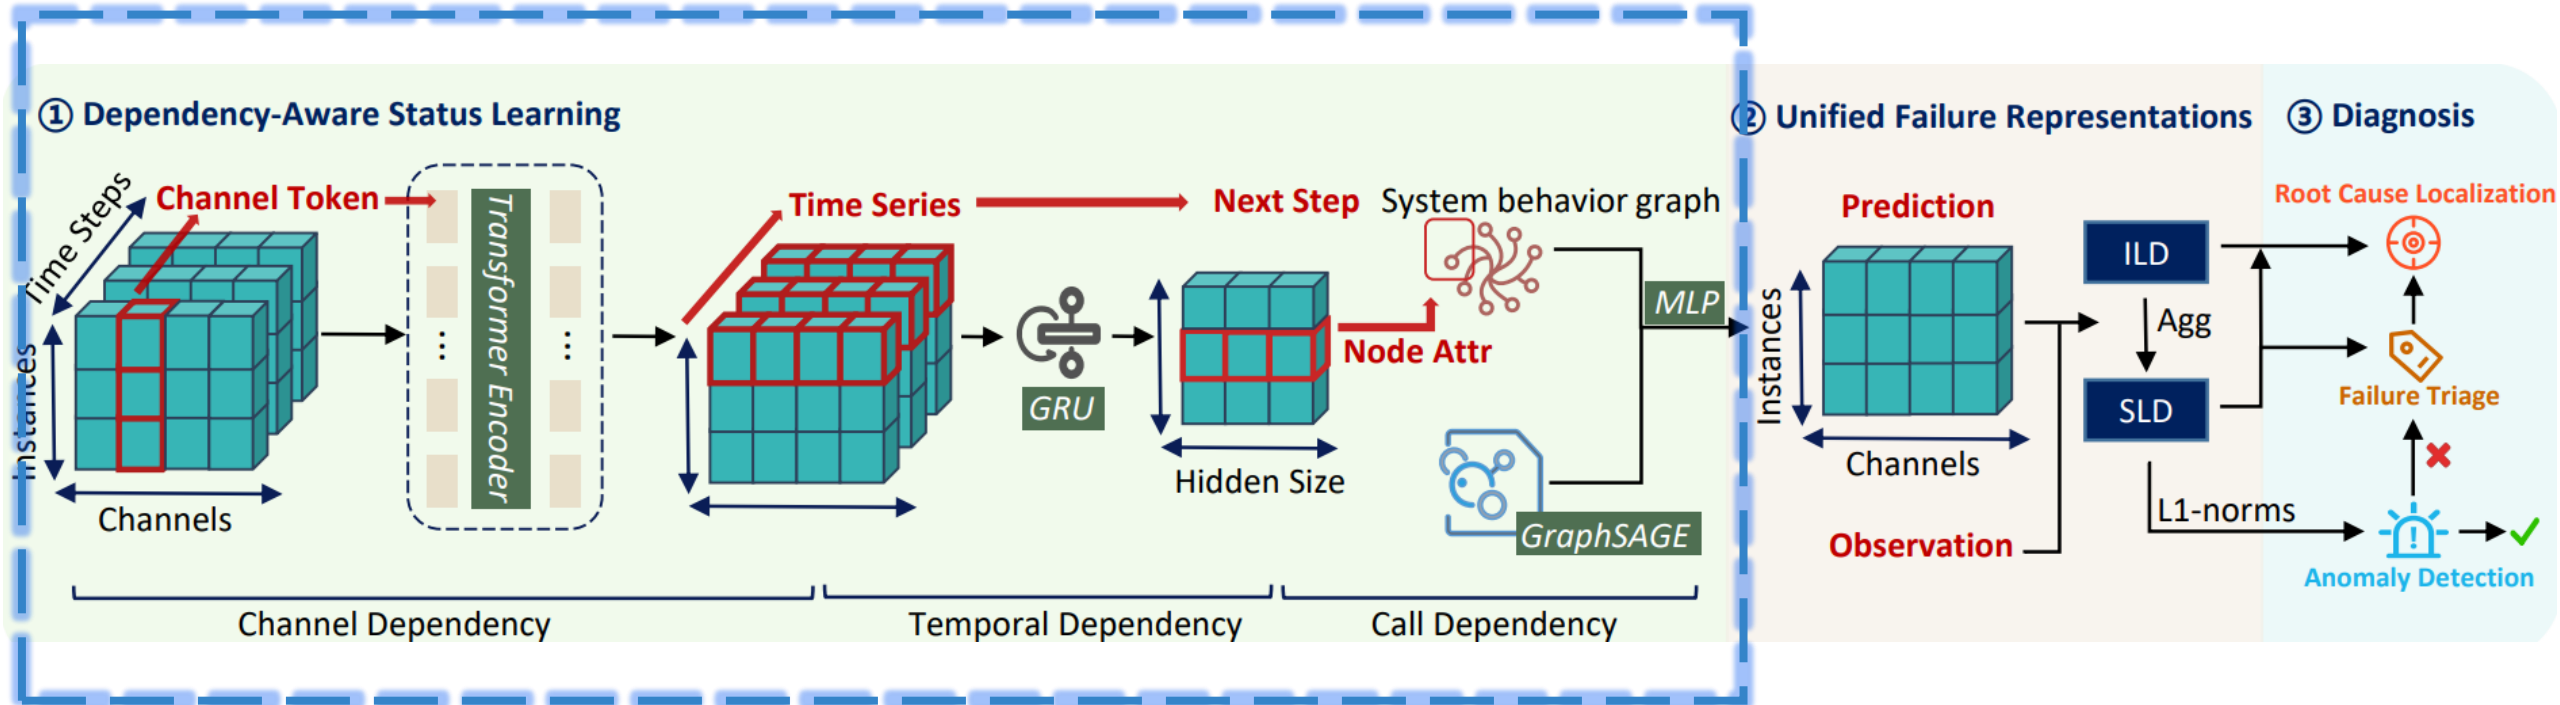 ① Dependency-Aware Status Learning
Time Steps
Channel Token
Instances
Channels
Transformer Encoder
...
...
Time Series
GRU
Next Step
Hidden Size
System behavior graph
Node Attr
MLP
GraphSAGE
Channel Dependency
Temporal Dependency
Call Dependency
② Unified Failure Representations
Prediction
Instances
Channels
Observation
ILD
Agg
SLD
L1-norms
③ Diagnosis
Root Cause Localization
Failure Triage
!
Anomaly Detection